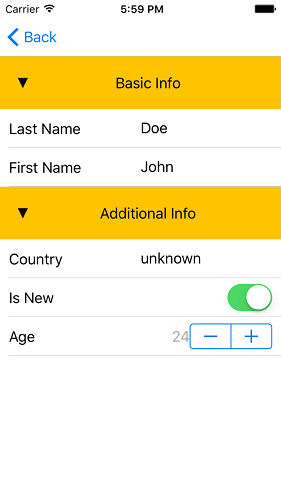 Carrier 5:59 PM
Back
▼ Basic Info
Last Name Doe
First Name John
▼ Additional Info
Country unknown
Is New
Age 24 − +